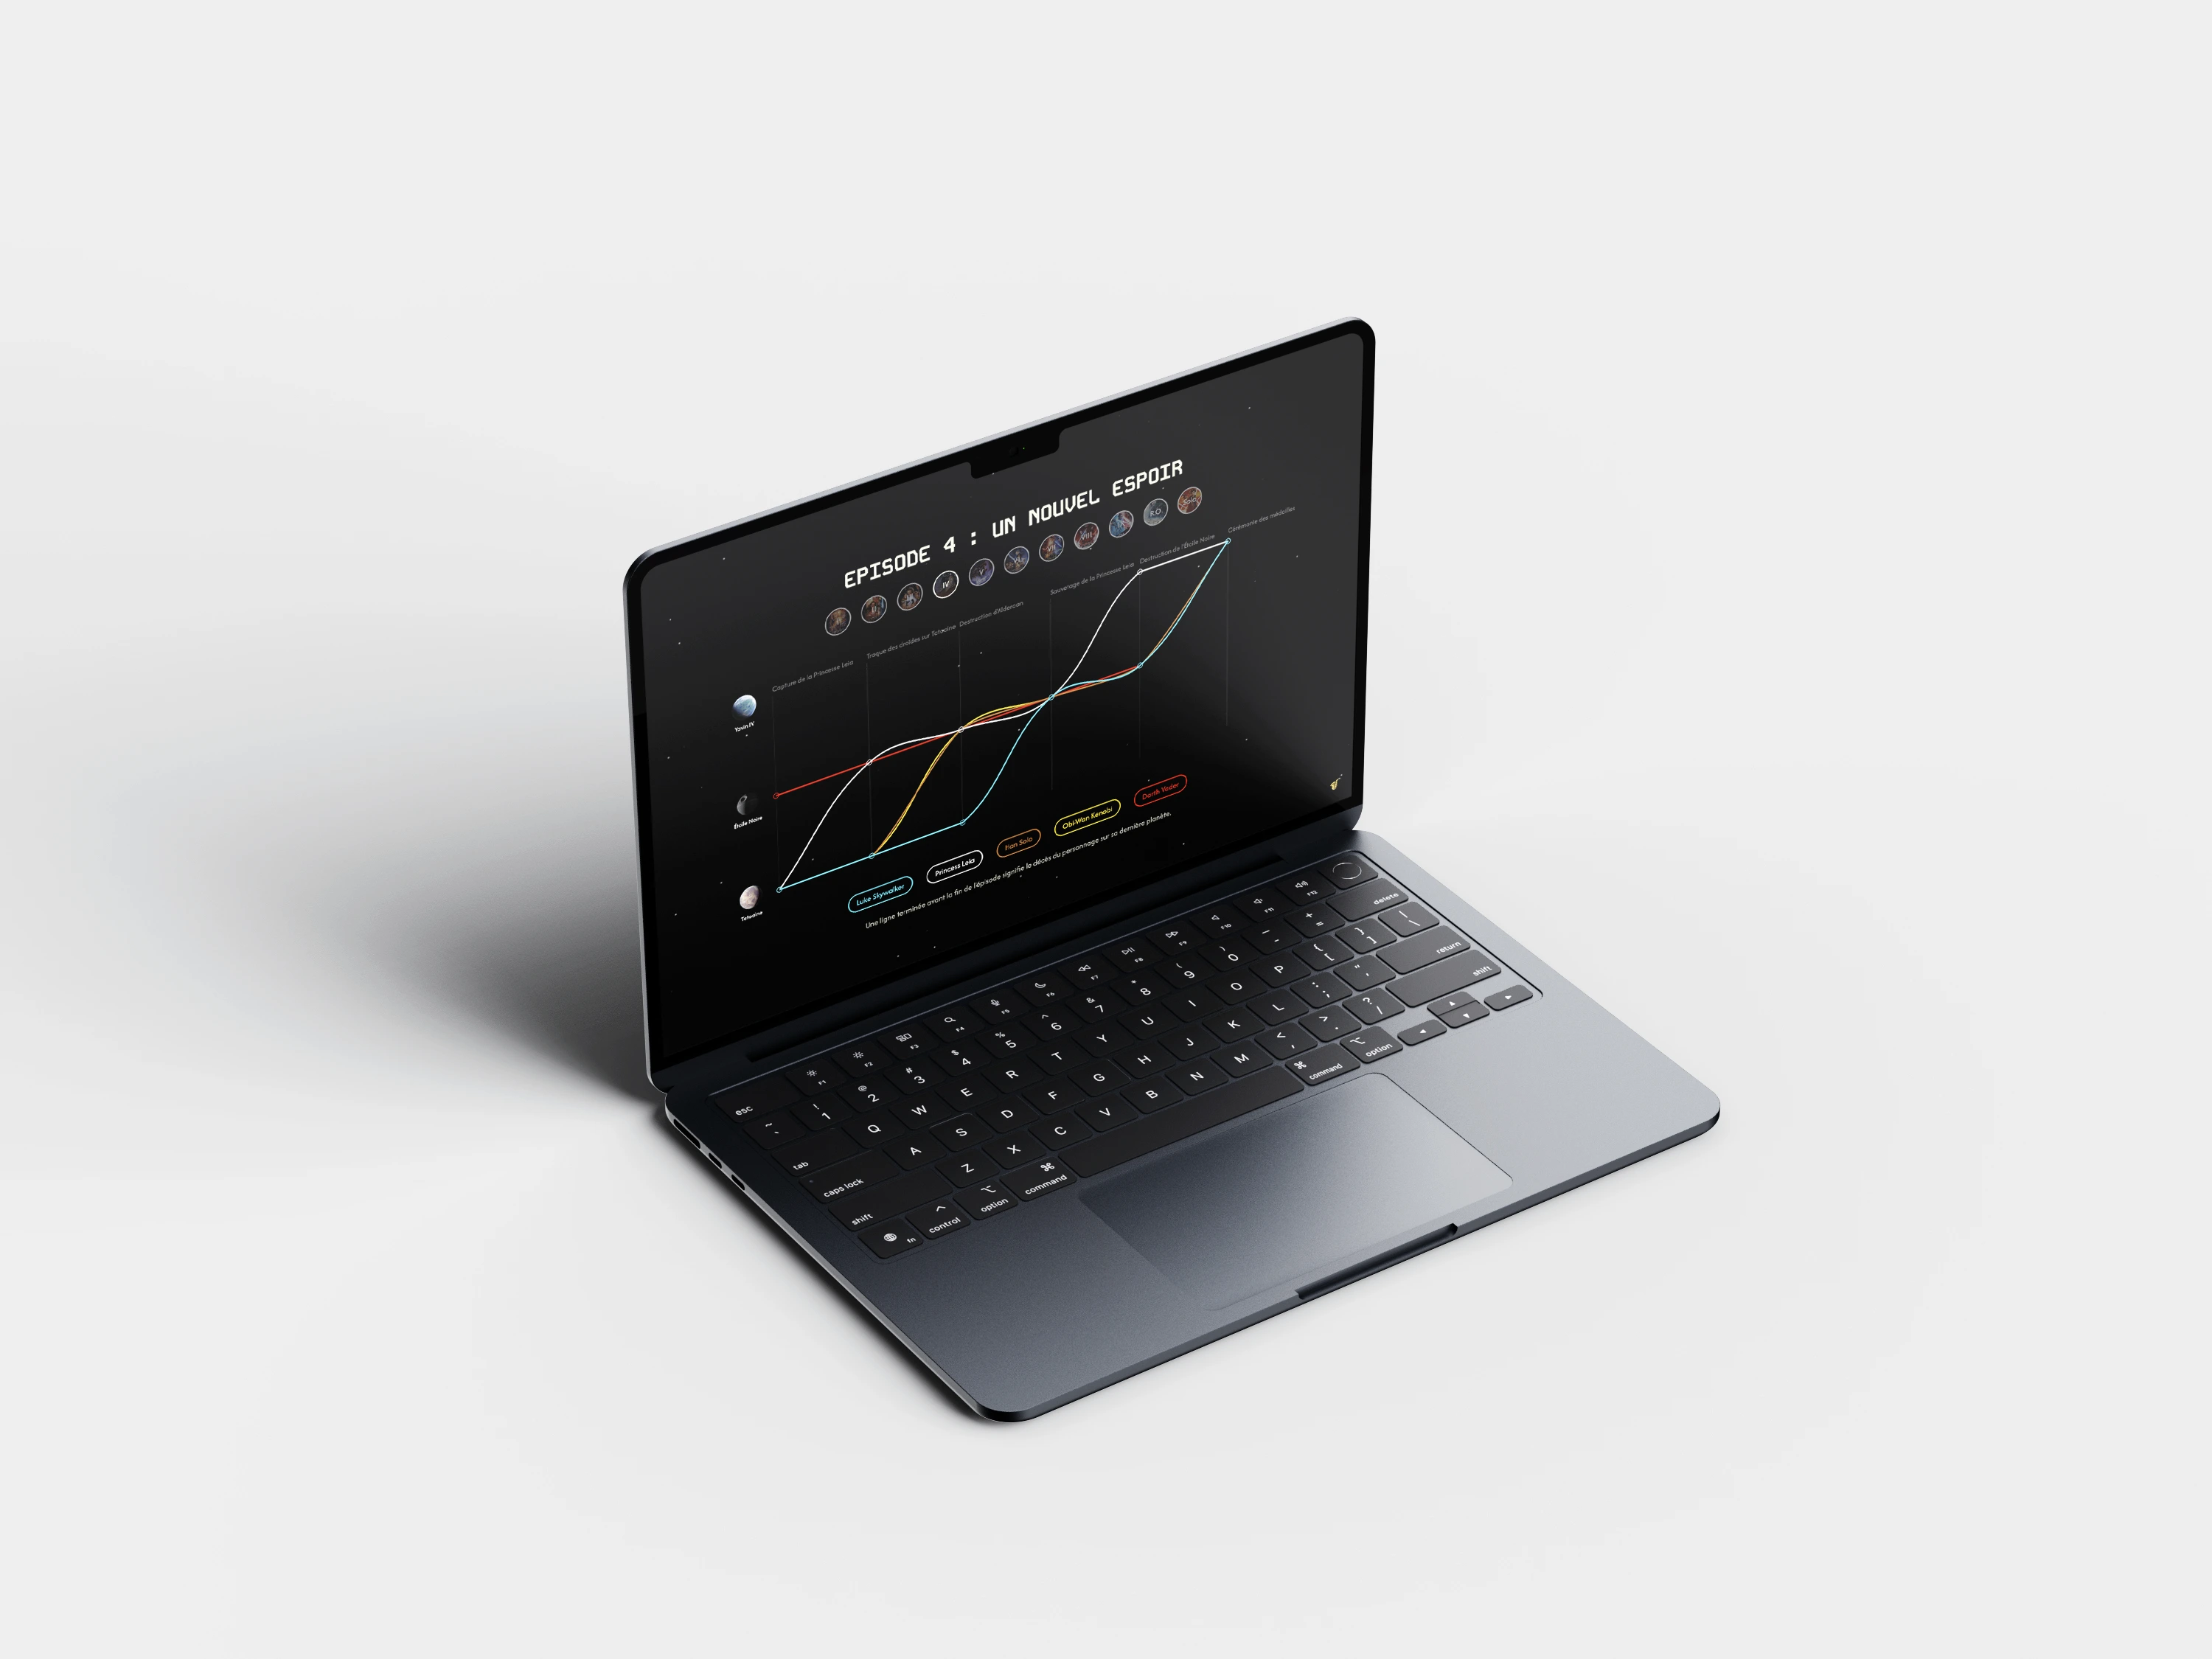 EPISODE 4 : UN NOUVEL ESPOIR
IV V VI VII VIII R.O Solo
Capture de la Princesse Leia
Traque des droides sur Tatooine
Destruction d'Alderaan
Sauvetage de la Princesse Leia
Destruction de l'Étoile Noire
Cérémonie des médailles
Yavin IV
Étoile Noire
Tatooine
Luke Skywalker
Princess Leia
Han Solo
Obi-Wan Kenobi
Darth Vader
Une ligne terminée avant la fin de l'épisode signifie le décès du personnage sur sa dernière planète.
esc F1 F2 F3 F4 F5 F6 F7 F8 F9 F10 F11 F12
~ ` ! 1 @ 2 # 3 $ 4 % 5 ^ 6 & 7 * 8 ( 9 ) 0 — - + = delete
tab Q W E R T Y U I O P { [ } ] | \
caps lock A S D F G H J K L : ; " ' return
shift Z X C V B N M < , > . ? / shift
fn control option command command option